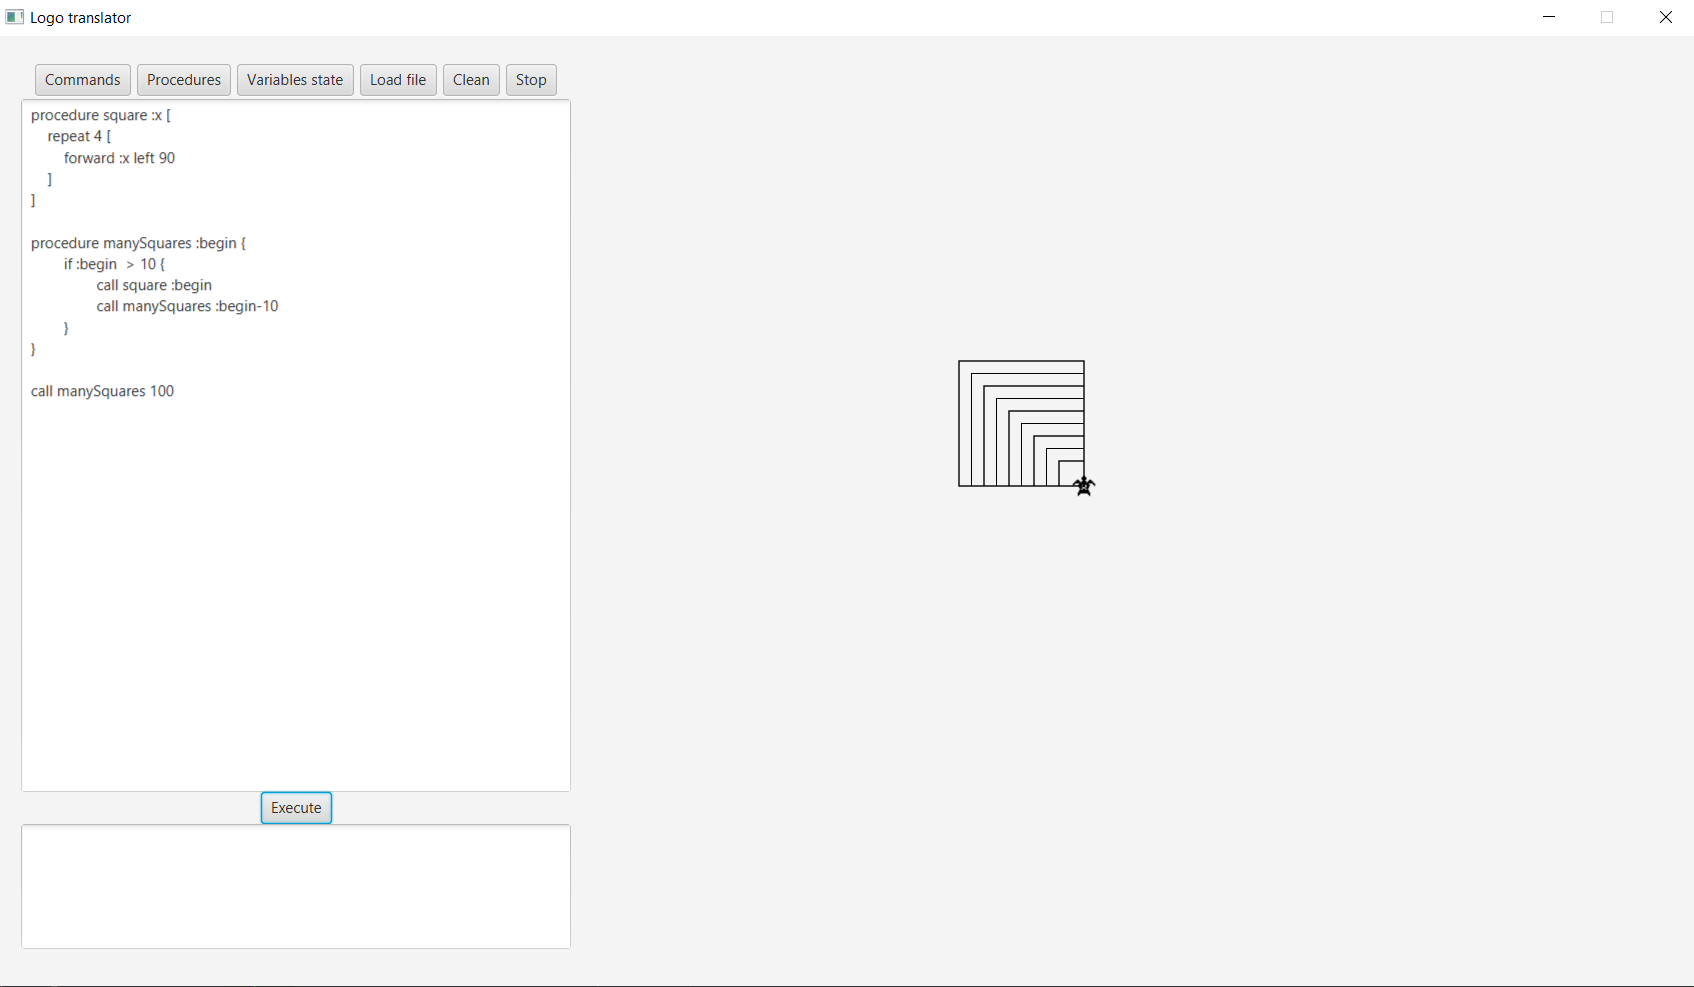 Logo translator
Commands Procedures Variables state Load file Clean Stop
procedure square :x [
repeat 4 [
forward :x left 90
]
]
procedure manySquares :begin {
if :begin  > 10 {
call square :begin
call manySquares :begin-10
}
}
call manySquares 100
Execute